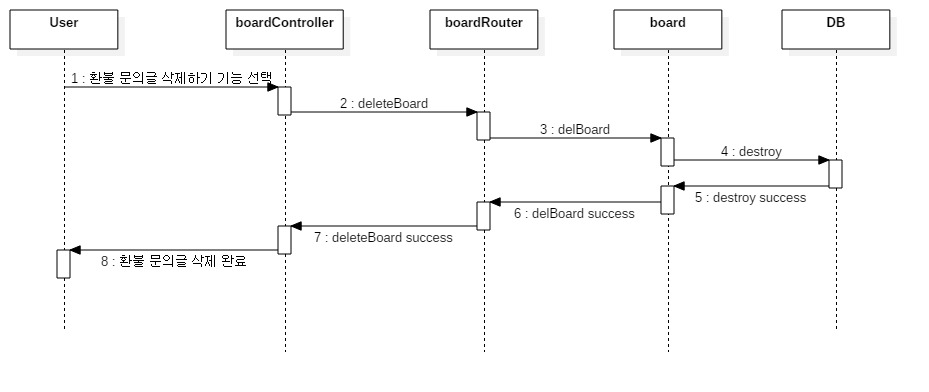 User
boardController
boardRouter
board
DB
1 : 환불 문의글 삭제하기 기능 선택
2 : deleteBoard
3 : delBoard
4 : destroy
5 : destroy success
6 : delBoard success
7 : deleteBoard success
8 : 환불 문의글 삭제 완료